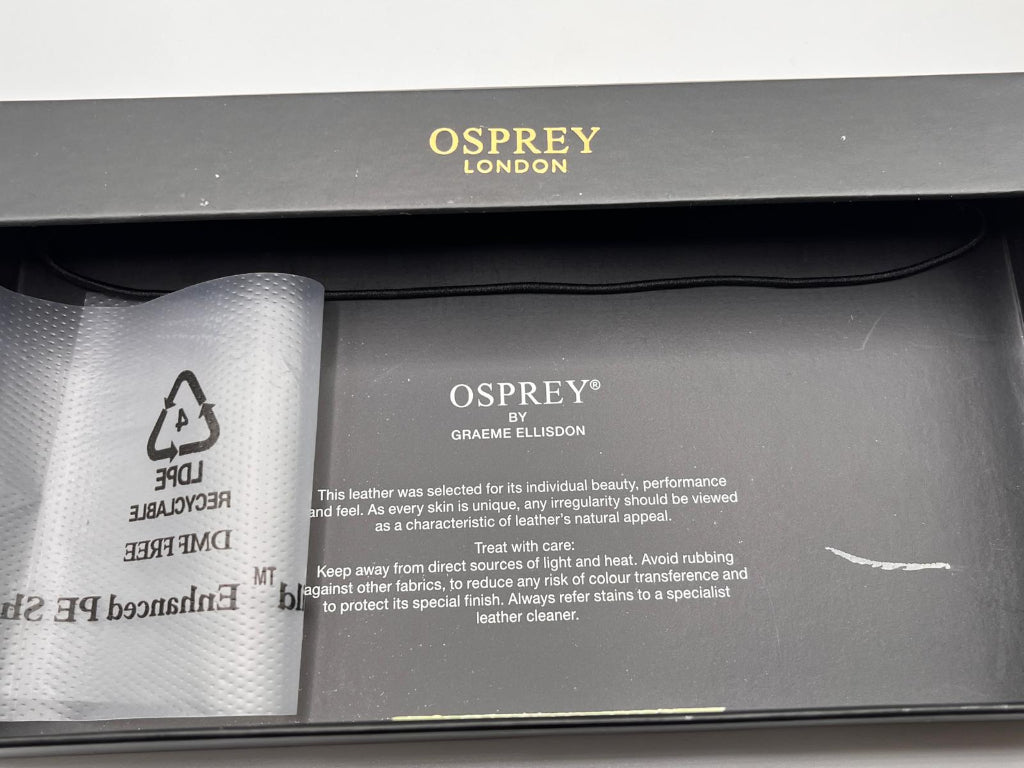 OSPREY
LONDON
OSPREY®
BY
GRAEME ELLISDON
This leather was selected for its individual beauty, performance
and feel. As every skin is unique, any irregularity should be viewed
as a characteristic of leather's natural appeal.
Treat with care:
Keep away from direct sources of light and heat. Avoid rubbing
against other fabrics, to reduce any risk of colour transference and
to protect its special finish. Always refer stains to a specialist
leather cleaner.
4
LDPE
RECYCLABLE
DMF FREE
Enhanced PE Sh
ld™